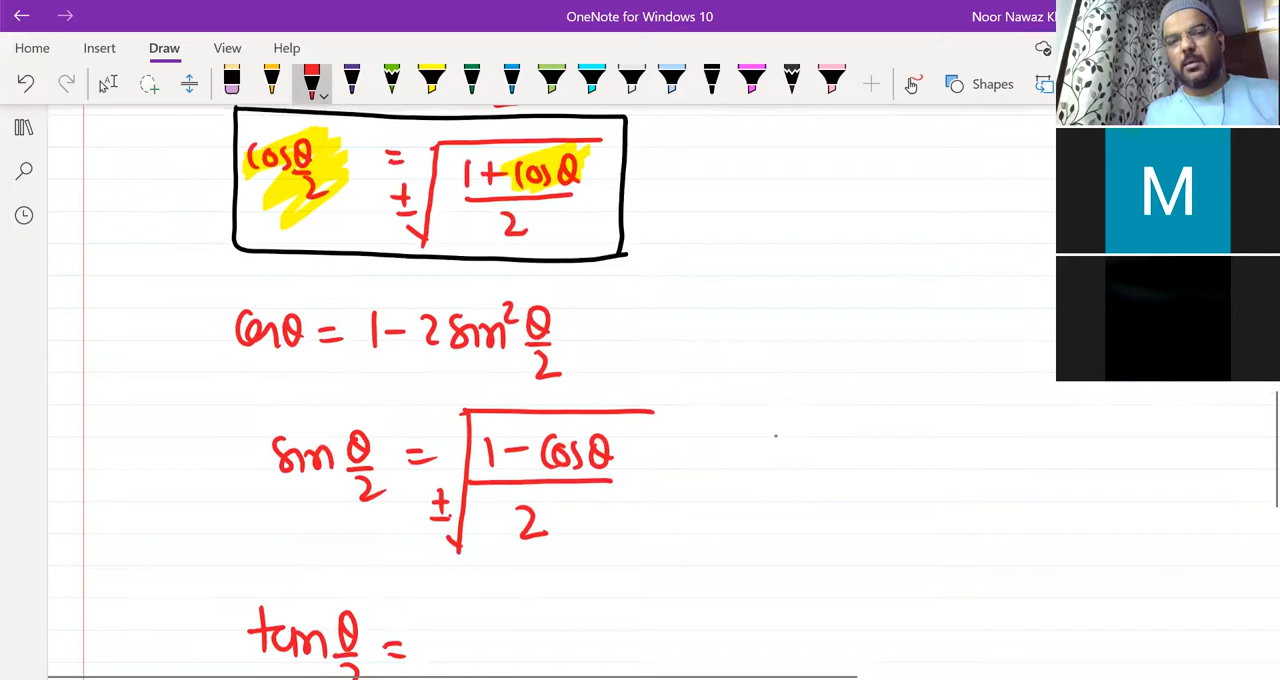 OneNote for Windows 10
Noor Nawaz Kh
Home Insert Draw View Help
Shapes
cos θ/2 = ± √((1 + cos θ)/2)
cos θ = 1 - 2 sin² θ/2
sin θ/2 = ± √((1 - cos θ)/2)
tan θ/2 =
M